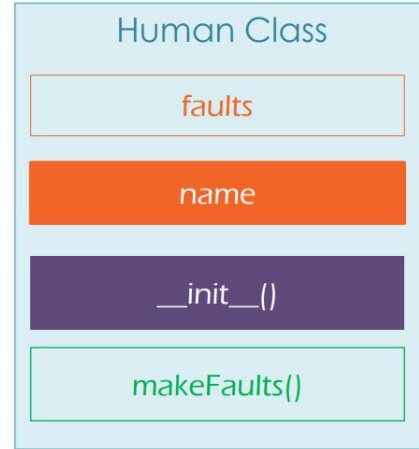 Human Class
faults
name
__init__()
makeFaults()